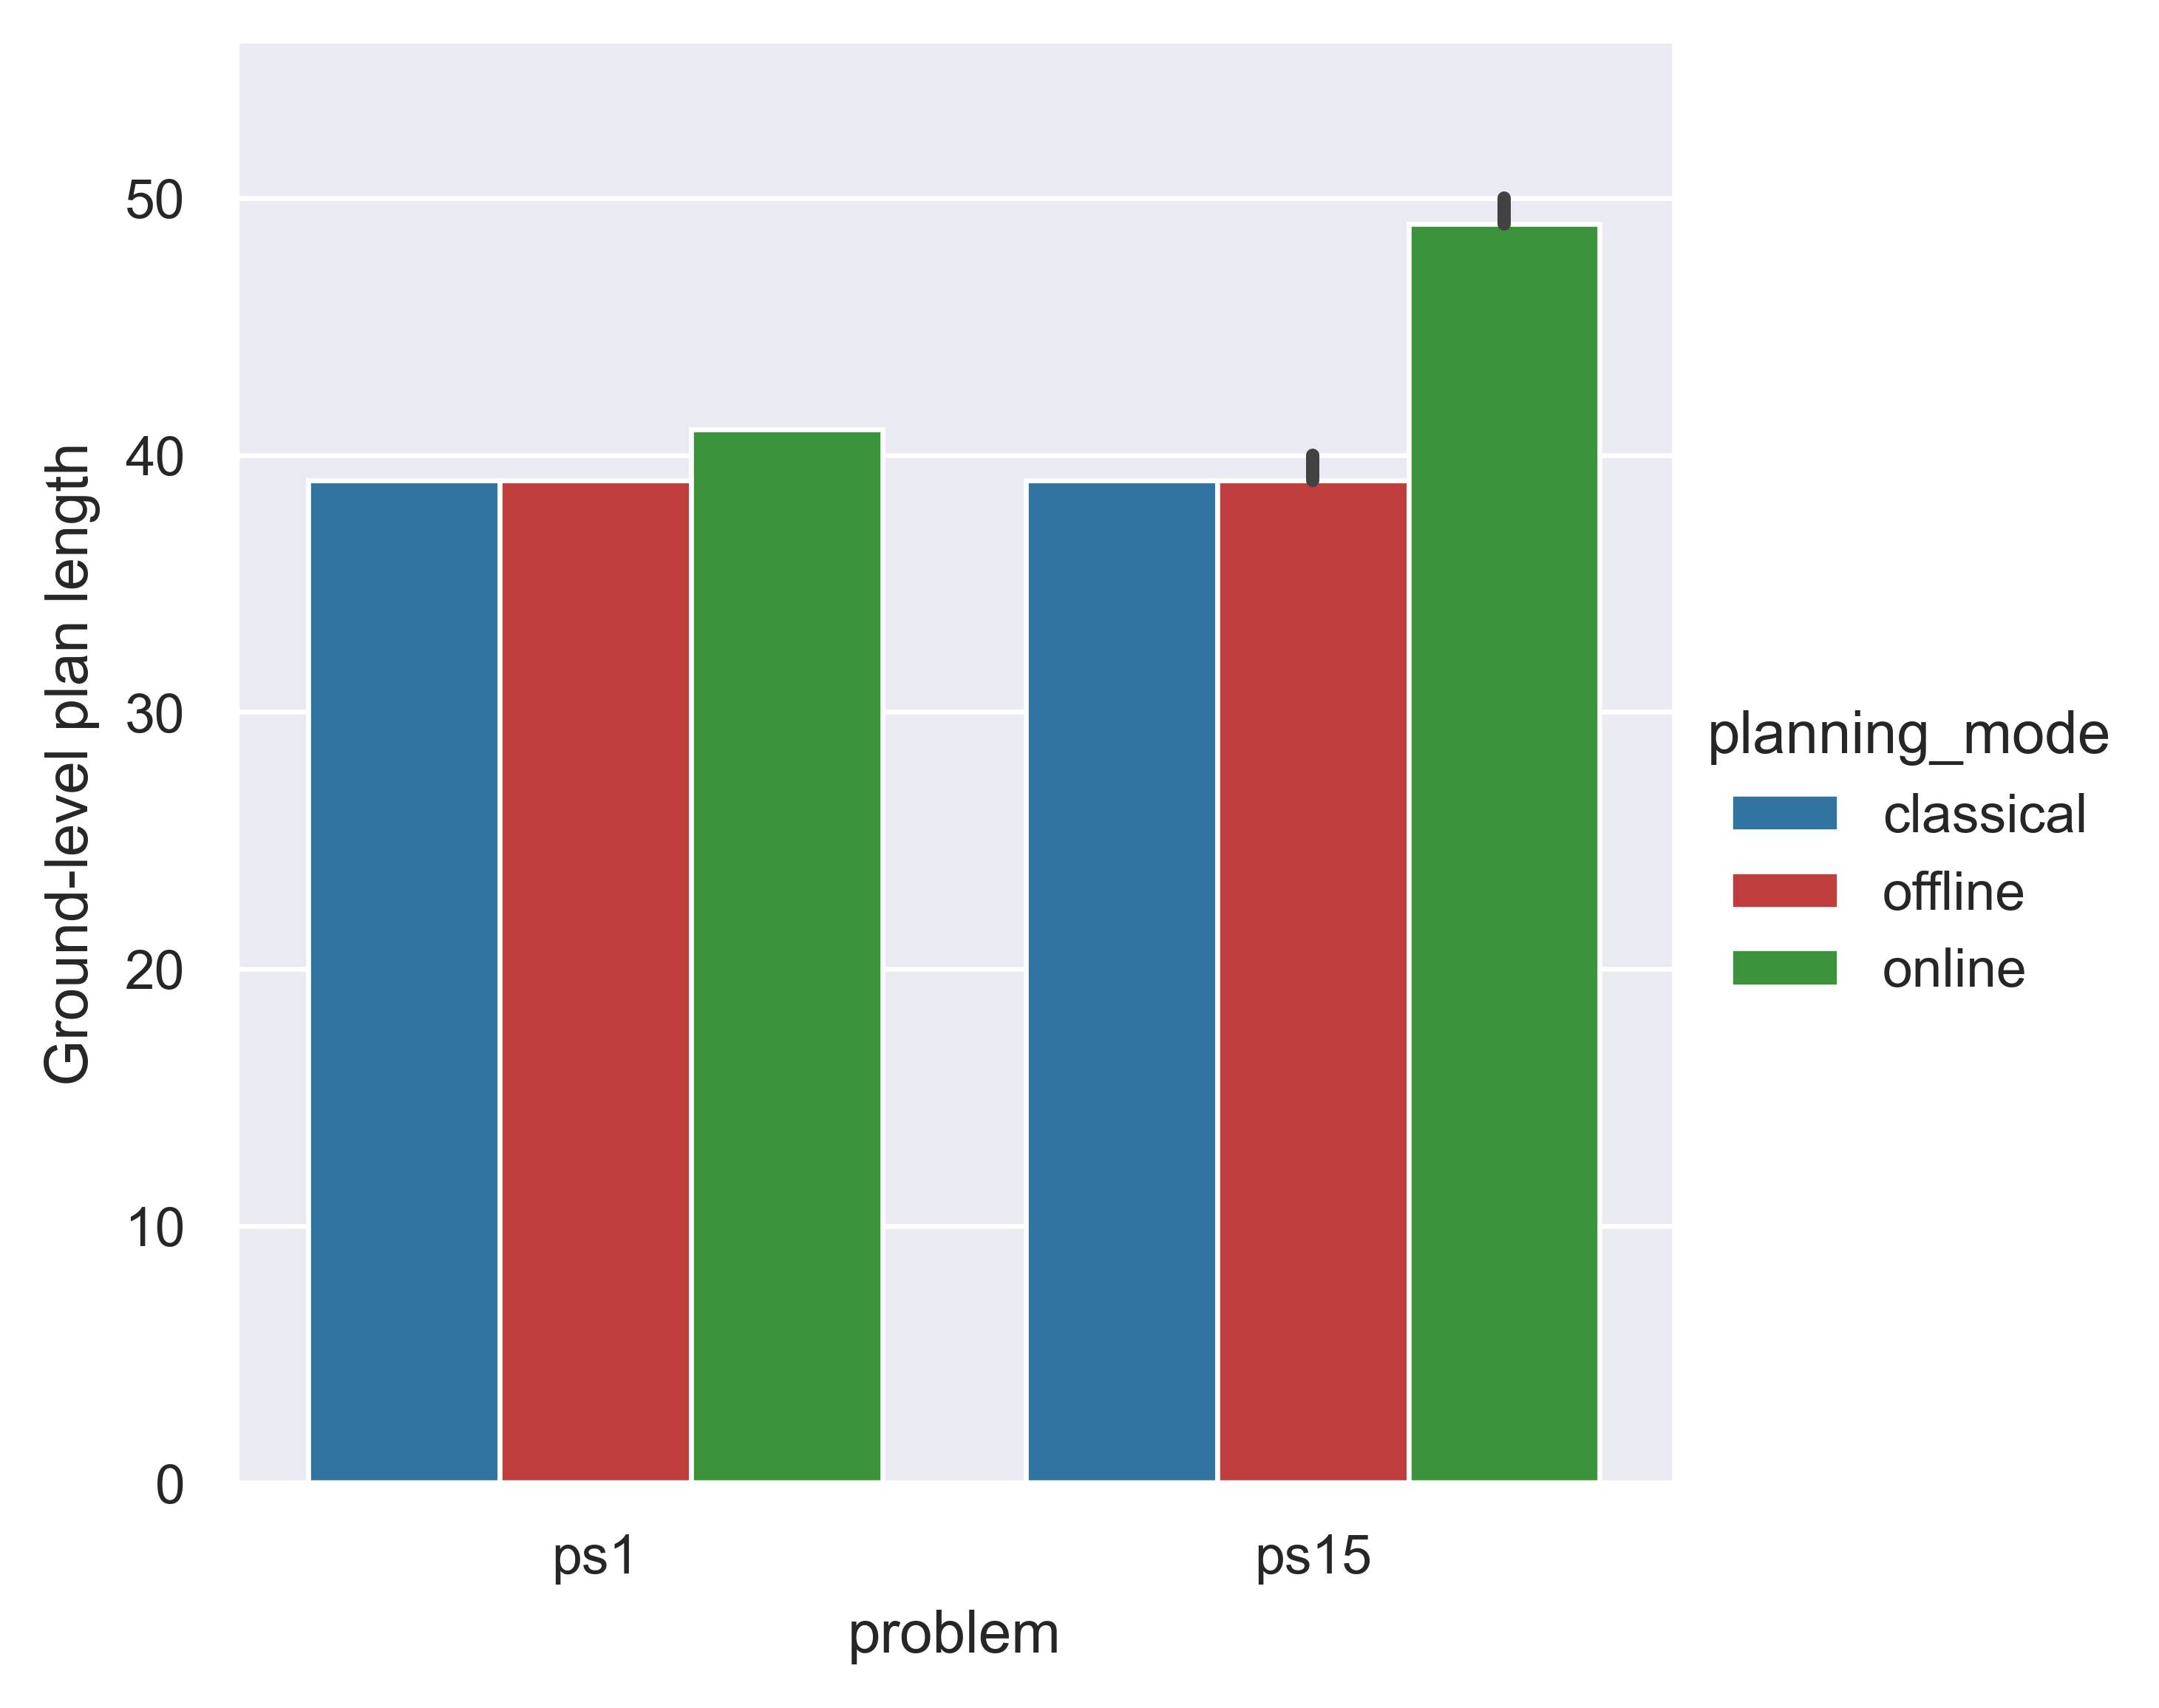 Ground-level plan length
50
40
30
20
10
0
ps1
ps15
problem
planning_mode
classical
offline
online